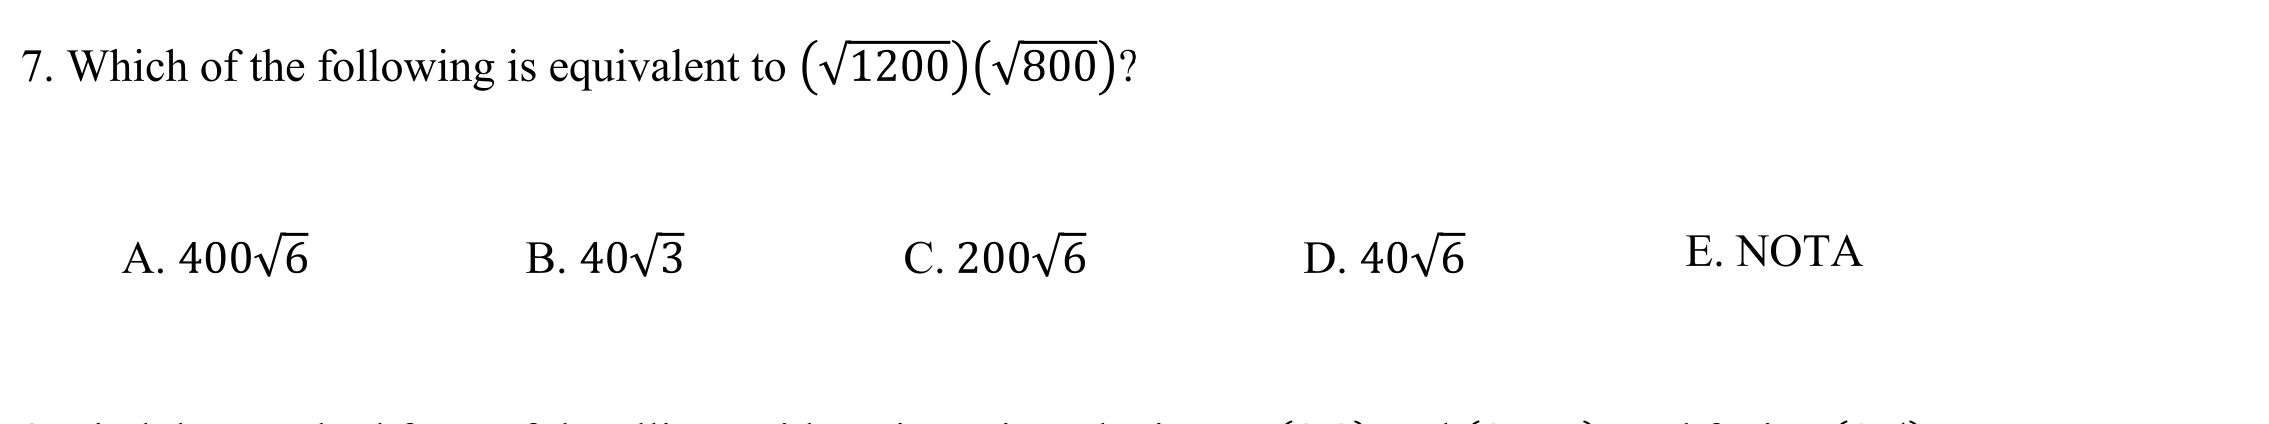 7. Which of the following is equivalent to (√1200)(√800)?
A. 400√6 B. 40√3 C. 200√6 D. 40√6 E. NOTA